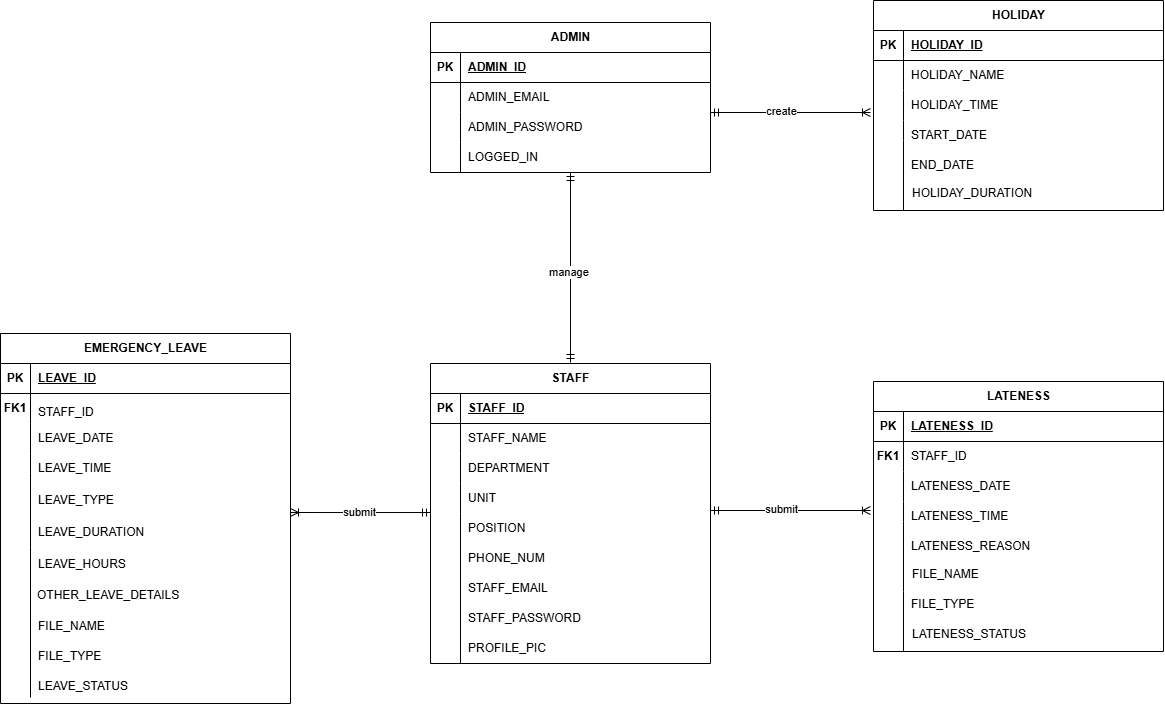 ADMIN
PK ADMIN_ID
ADMIN_EMAIL
ADMIN_PASSWORD
LOGGED_IN
create
HOLIDAY
PK HOLIDAY_ID
HOLIDAY_NAME
HOLIDAY_TIME
START_DATE
END_DATE
HOLIDAY_DURATION
manage
EMERGENCY_LEAVE
PK LEAVE_ID
FK1 STAFF_ID
LEAVE_DATE
LEAVE_TIME
LEAVE_TYPE
LEAVE_DURATION
LEAVE_HOURS
OTHER_LEAVE_DETAILS
FILE_NAME
FILE_TYPE
LEAVE_STATUS
submit
STAFF
PK STAFF_ID
STAFF_NAME
DEPARTMENT
UNIT
POSITION
PHONE_NUM
STAFF_EMAIL
STAFF_PASSWORD
PROFILE_PIC
submit
LATENESS
PK LATENESS_ID
FK1 STAFF_ID
LATENESS_DATE
LATENESS_TIME
LATENESS_REASON
FILE_NAME
FILE_TYPE
LATENESS_STATUS